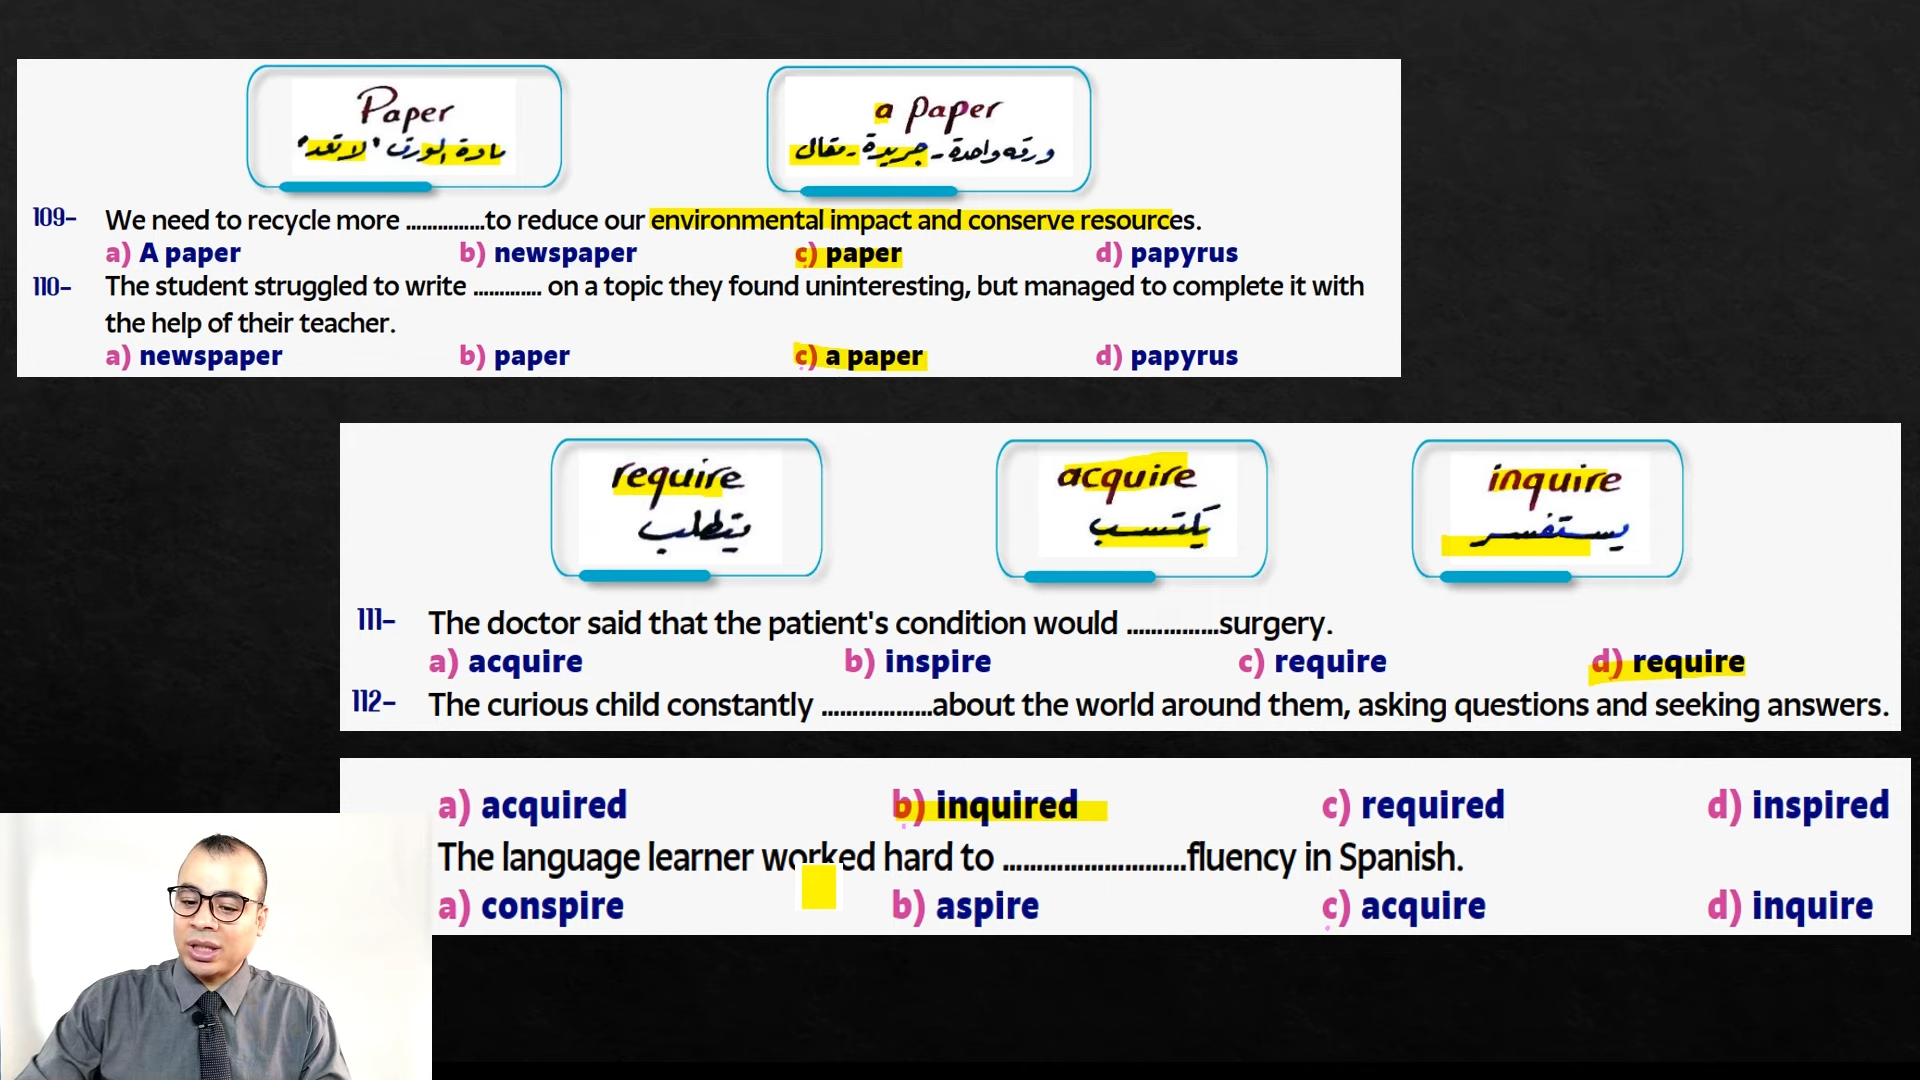 Paper
مادة الورق "لا تعد"
a paper
ورقه واحدة - جريدة - مقال
109- We need to recycle more ...............to reduce our environmental impact and conserve resources.
a) A paper b) newspaper c) paper d) papyrus
110- The student struggled to write ............. on a topic they found uninteresting, but managed to complete it with
the help of their teacher.
a) newspaper b) paper c) a paper d) papyrus
require
يتطلب
acquire
يكتسب
inquire
يستفسر
111- The doctor said that the patient's condition would ...............surgery.
a) acquire b) inspire c) require d) require
112- The curious child constantly ..................about the world around them, asking questions and seeking answers.
a) acquired b) inquired c) required d) inspired
The language learner worked hard to ..........................fluency in Spanish.
a) conspire b) aspire c) acquire d) inquire